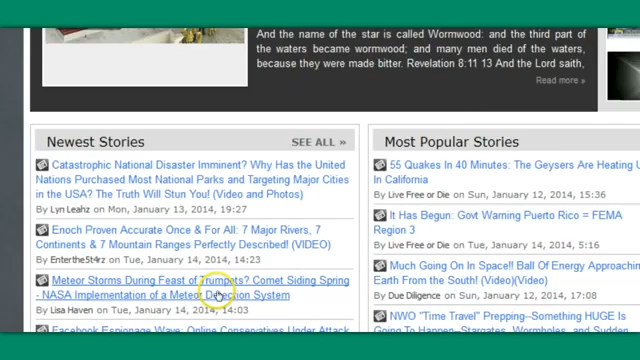 And the name of the star is called Wormwood: and the third part of
the waters became wormwood; and many men died of the waters,
because they were made bitter. Revelation 8:11 13 And the Lord saith,
Read more »
Newest Stories
SEE ALL »
Catastrophic National Disaster Imminent? Why Has the United
Nations Purchased Most National Parks and Targeting Major Cities
in the USA? The Truth Will Stun You! (Video and Photos)
By Lyn Leahz on Mon, January 13, 2014, 19:27
Enoch Proven Accurate Once & For All: 7 Major Rivers, 7
Continents & 7 Mountain Ranges Perfectly Described! (VIDEO)
By EntertheSt4rz on Tue, January 14, 2014, 14:23
Meteor Storms During Feast of Trumpets? Comet Siding Spring
- NASA Implementation of a Meteor Detection System
By Lisa Haven on Tue, January 14, 2014, 14:03
Facebook Espionage Wave: Online Conservatives Under Attack
Most Popular Stories
55 Quakes In 40 Minutes: The Geysers Are Heating U
In California
By Live Free or Die on Sun, January 12, 2014, 15:36
It Has Begun: Govt Warning Puerto Rico = FEMA
Region 3
By Live Free or Die on Tue, January 14, 2014, 5:16
Much Going On In Space!! Ball Of Energy Approaching
Earth From the South! (Video)(Video)
By Due Diligence on Sun, January 12, 2014, 17:08
NWO "Time Travel" Prepping--Something HUGE Is
Going To Happen--Stargates, Wormholes, and Sudden